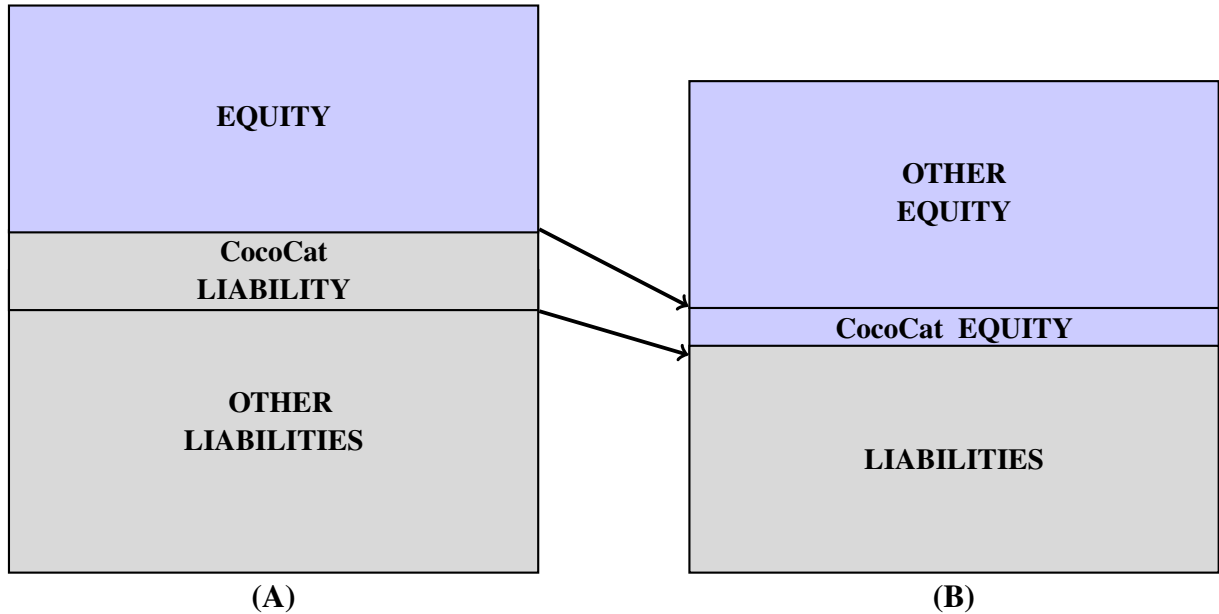 EQUITY
CocoCat
LIABILITY
OTHER
LIABILITIES
(A)
OTHER
EQUITY
CocoCat EQUITY
LIABILITIES
(B)